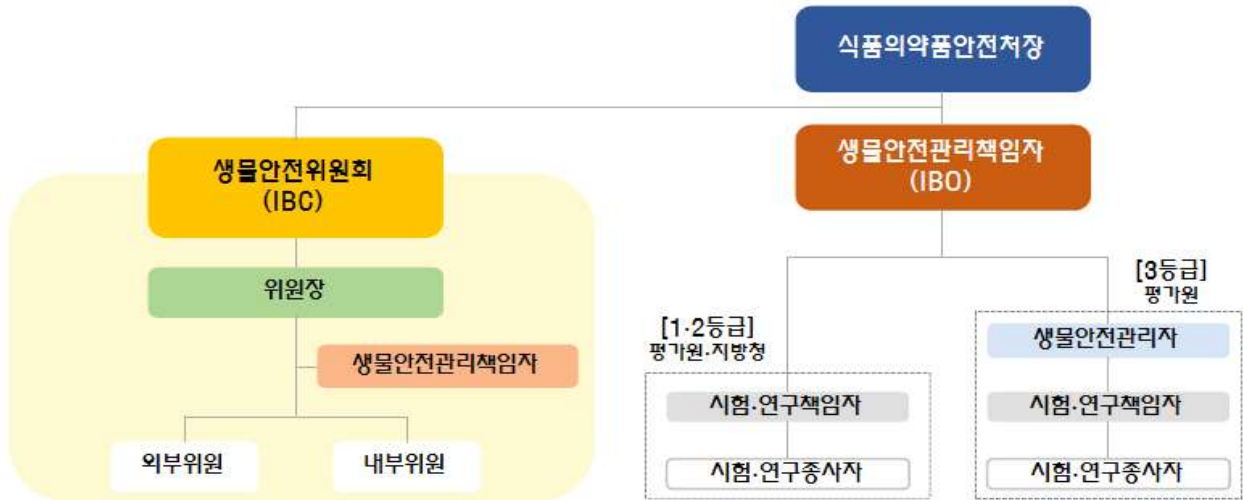 식품의약품안전처장
생물안전위원회
(IBC)
생물안전관리책임자
(IBO)
위원장
생물안전관리책임자
외부위원
내부위원
[1·2등급]
평가원·지방청
시험·연구책임자
시험·연구종사자
[3등급]
평가원
생물안전관리자
시험·연구책임자
시험·연구종사자